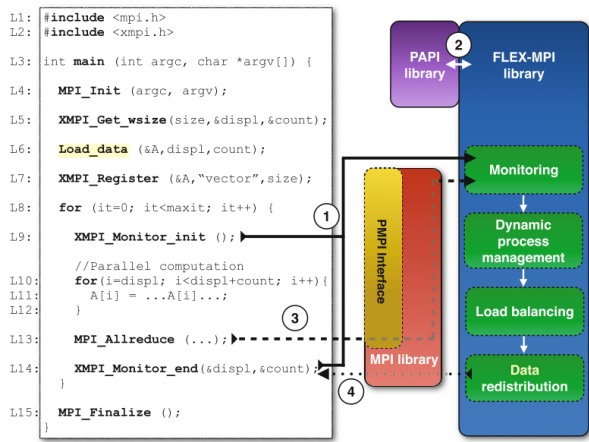 L1: #include <mpi.h>
L2: #include <xmpi.h>
L3: int main (int argc, char *argv[]) {
L4: MPI_Init (argc, argv);
L5: XMPI_Get_wsize(size,&displ,&count);
L6: Load_data (&A,displ,count);
L7: XMPI_Register (&A,“vector”,size);
L8: for (it=0; it<maxit; it++) {
L9: XMPI_Monitor_init ();
//Parallel computation
L10: for(i=displ; i<displ+count; i++){
L11: A[i] = ...A[i]...;
L12: }
L13: MPI_Allreduce (...);
L14: XMPI_Monitor_end(&displ,&count);
}
L15: MPI_Finalize ();
}
1
3
4
PAPI
library
2
FLEX-MPI
library
PMPI Interface
MPI library
Monitoring
Dynamic
process
management
Load balancing
Data
redistribution